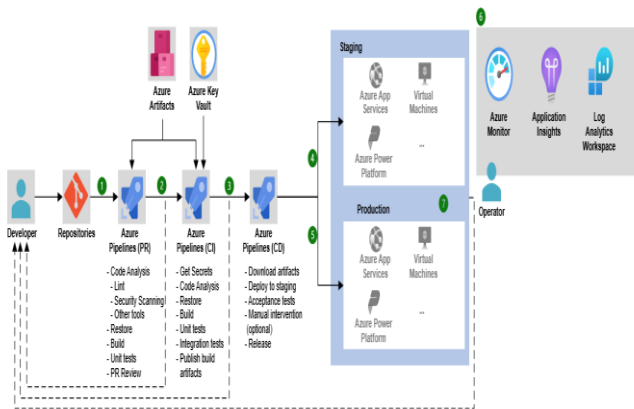 6
Staging
Azure App
Services
Virtual
Machines
Azure Power
Platform
...
Azure
Monitor
Application
Insights
Log
Analytics
Workspace
Azure
Artifacts
Azure Key
Vault
1
2
3
4
5
7
Developer
Repositories
Azure
Pipelines (PR)
- Code Analysis
- Lint
- Security Scanning
- Other tools
- Restore
- Build
- Unit tests
- PR Review
Azure
Pipelines (CI)
- Get Secrets
- Code Analysis
- Restore
- Build
- Unit tests
- Integration tests
- Publish build
artifacts
Azure
Pipelines (CD)
- Download artifacts
- Deploy to staging
- Acceptance tests
- Manual intervention
(optional)
- Release
Production
Azure App
Services
Virtual
Machines
Azure Power
Platform
...
Operator